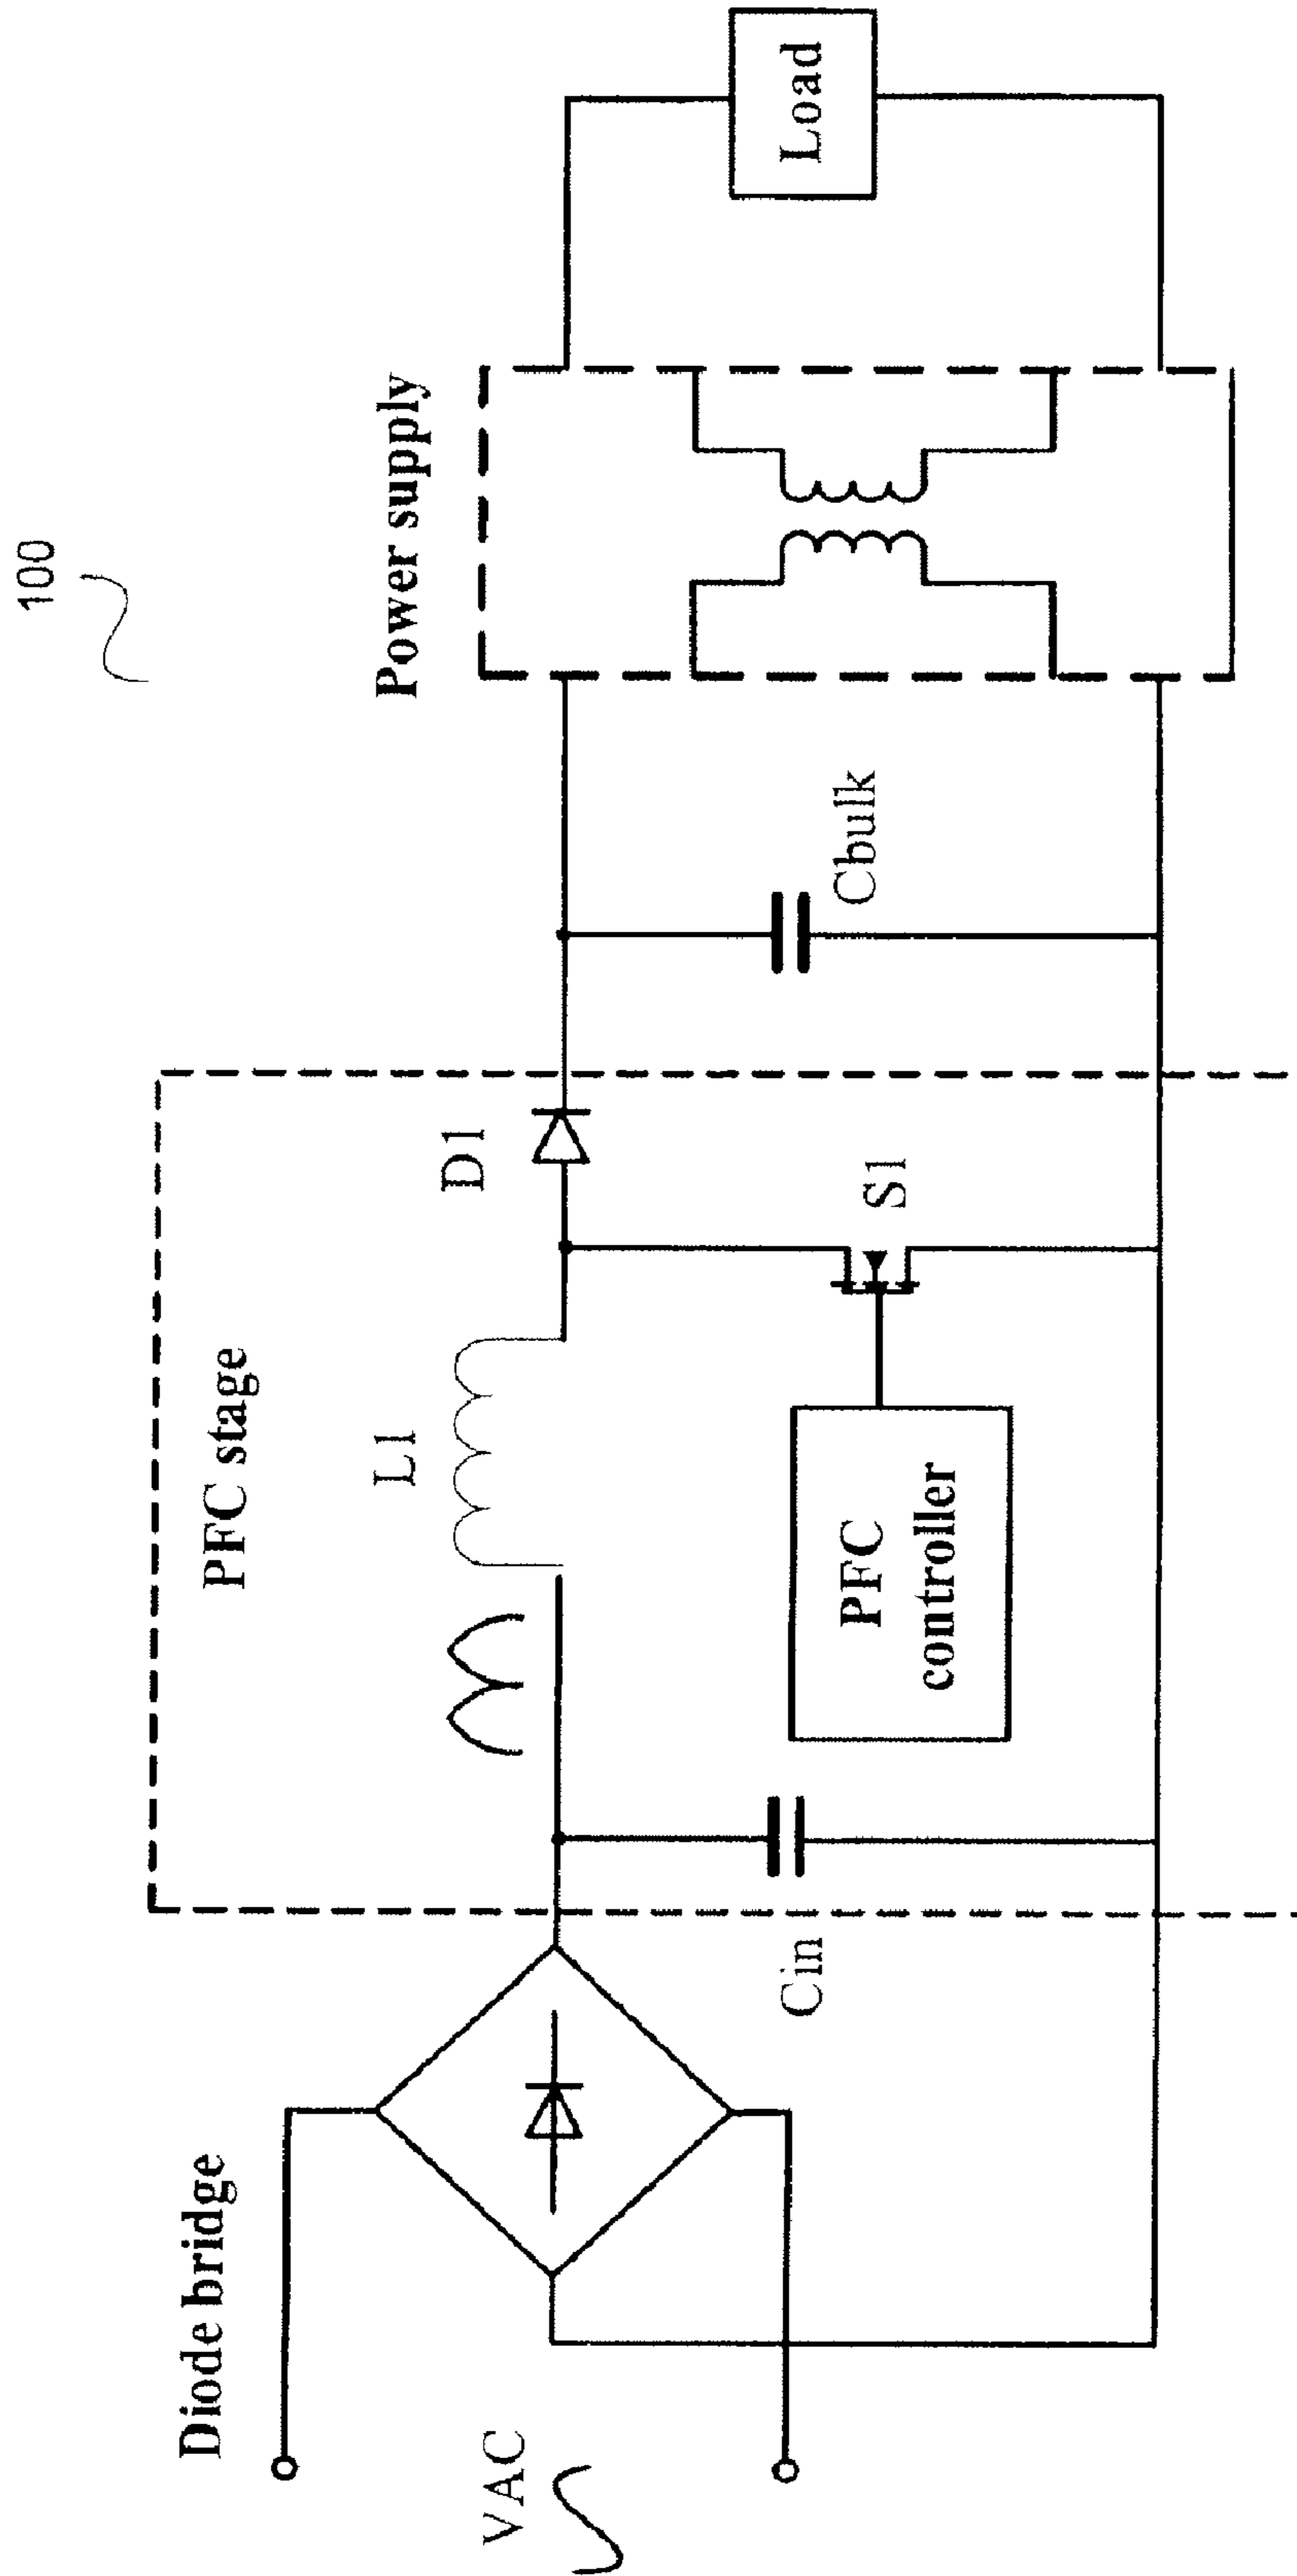 100
Power supply
PFC stage
Diode bridge
Load
L1
D1
VAC
Cbulk
S1
PFC
controller
Cin